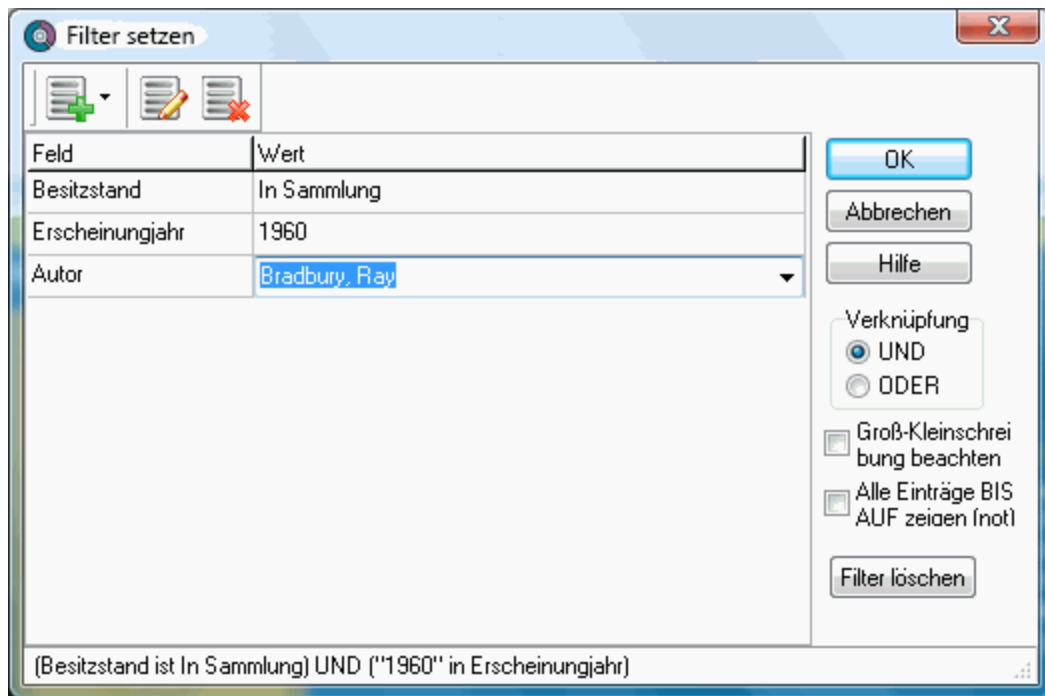 Filter setzen
Feld Wert
Besitzstand In Sammlung
Erscheinungjahr 1960
Autor Bradbury, Ray
OK
Abbrechen
Hilfe
Verknüpfung
UND
ODER
Groß-Kleinschrei
bung beachten
Alle Einträge BIS
AUF zeigen (not)
Filter löschen
(Besitzstand ist In Sammlung) UND ("1960" in Erscheinungjahr)